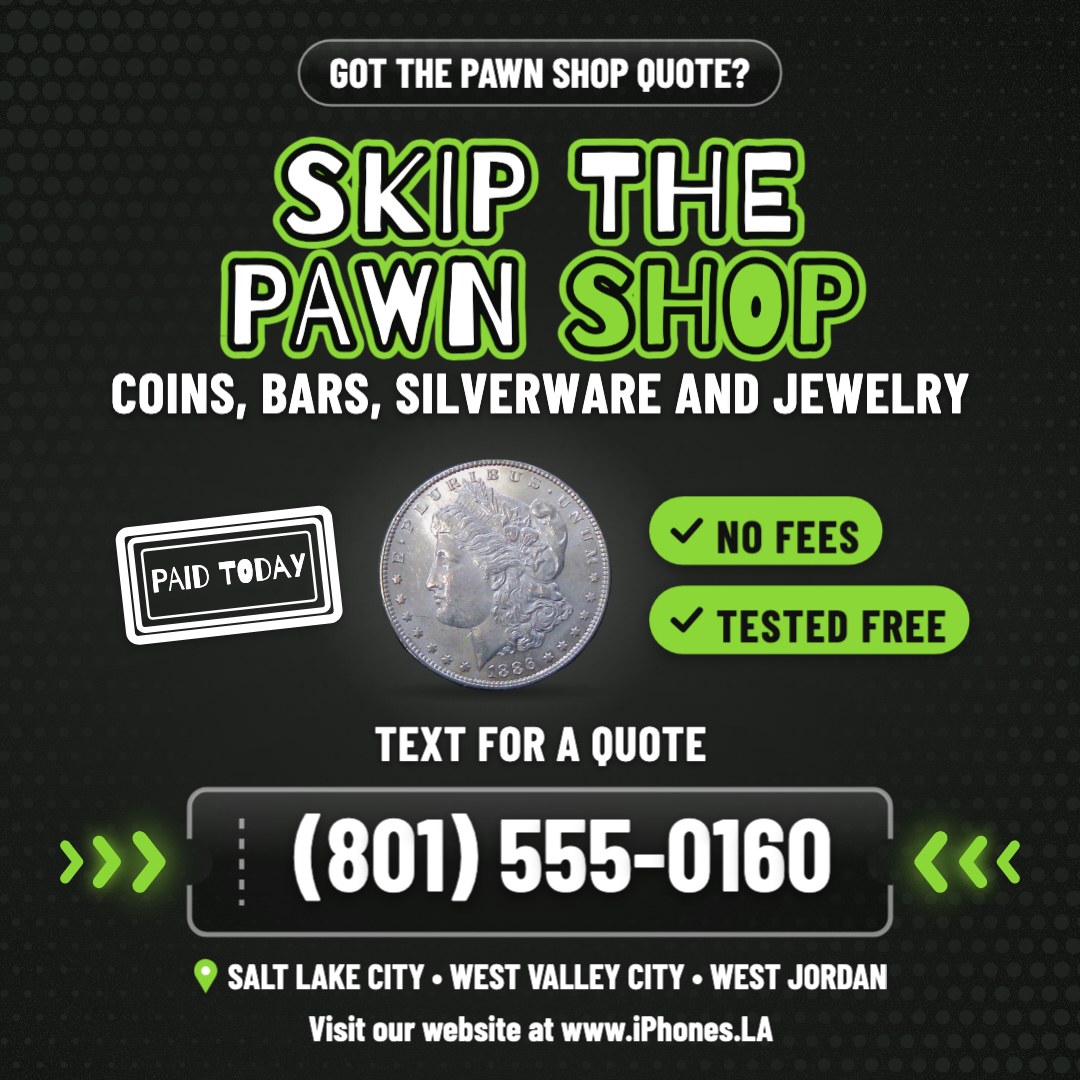 GOT THE PAWN SHOP QUOTE?
SKIP THE
PAWN SHOP
COINS, BARS, SILVERWARE AND JEWELRY
PAID TODAY
E·PLURIBUS·UNUM
1886
NO FEES
TESTED FREE
TEXT FOR A QUOTE
(801) 555-0160
SALT LAKE CITY • WEST VALLEY CITY • WEST JORDAN
Visit our website at www.iPhones.LA